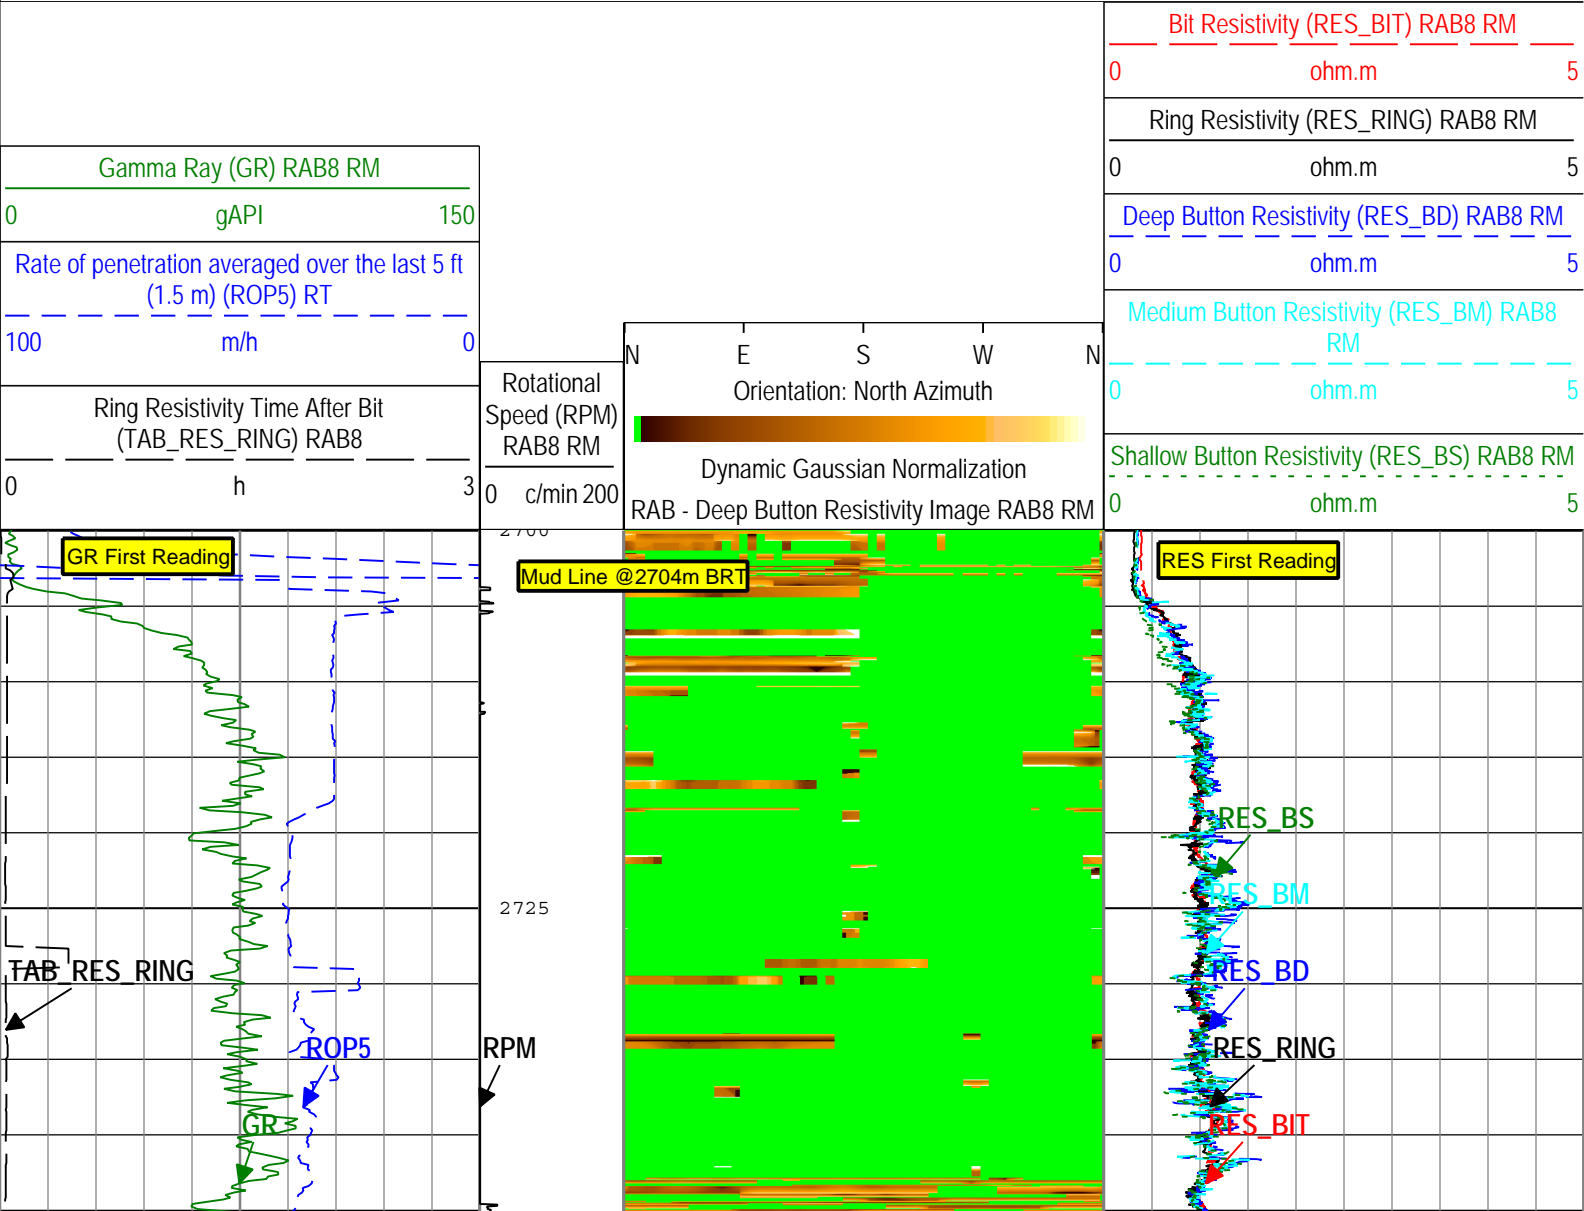 Bit Resistivity (RES_BIT) RAB8 RM
0 ohm.m 5
Ring Resistivity (RES_RING) RAB8 RM
0 ohm.m 5
Deep Button Resistivity (RES_BD) RAB8 RM
0 ohm.m 5
Medium Button Resistivity (RES_BM) RAB8
RM
0 ohm.m 5
Shallow Button Resistivity (RES_BS) RAB8 RM
0 ohm.m 5
Gamma Ray (GR) RAB8 RM
0 gAPI 150
Rate of penetration averaged over the last 5 ft
(1.5 m) (ROP5) RT
100 m/h 0
Ring Resistivity Time After Bit
(TAB_RES_RING) RAB8
0 h 3
Rotational
Speed (RPM)
RAB8 RM
0 c/min 200
N E S W N
Orientation: North Azimuth
Dynamic Gaussian Normalization
RAB - Deep Button Resistivity Image RAB8 RM
2700
GR First Reading
Mud Line @2704m BRT
RES First Reading
RES_BS
RES_BM
2725
TAB_RES_RING
RES_BD
ROP5
RPM
RES_RING
GR
RES_BIT